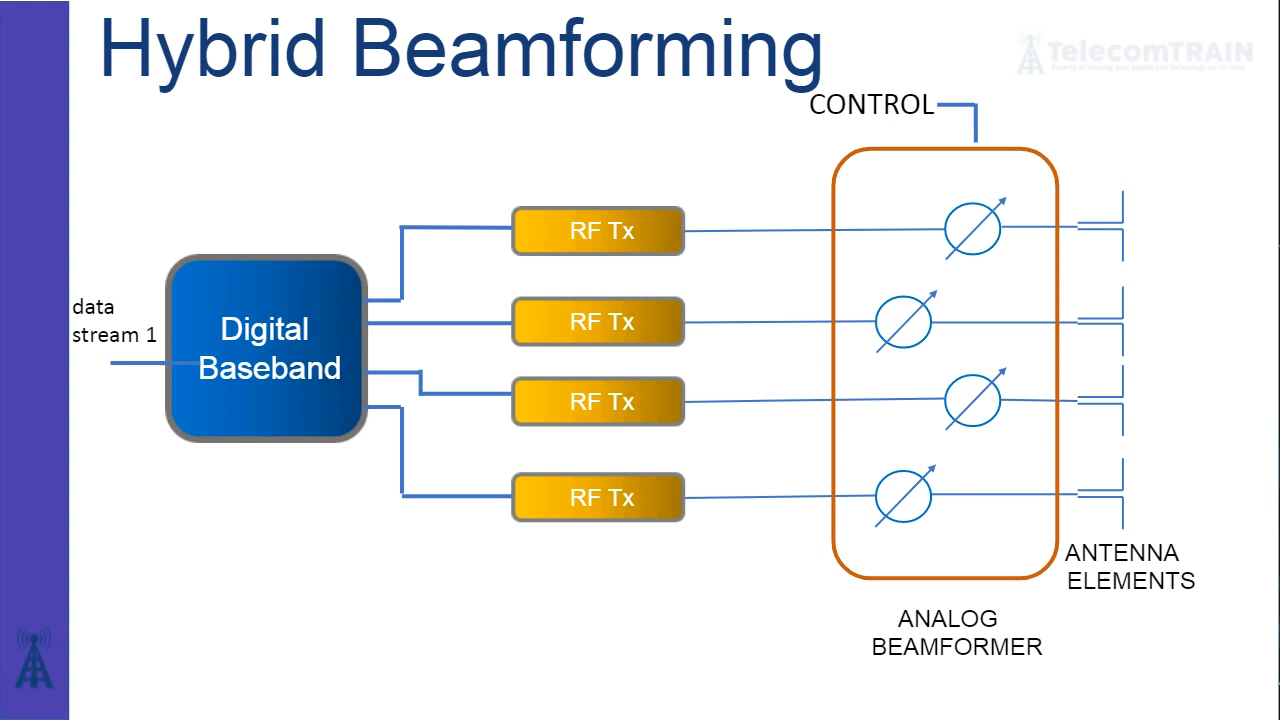 Hybrid Beamforming
TelecomTRAIN
CONTROL
RF Tx
data
stream 1
Digital
Baseband
RF Tx
RF Tx
RF Tx
ANTENNA
ELEMENTS
ANALOG
BEAMFORMER